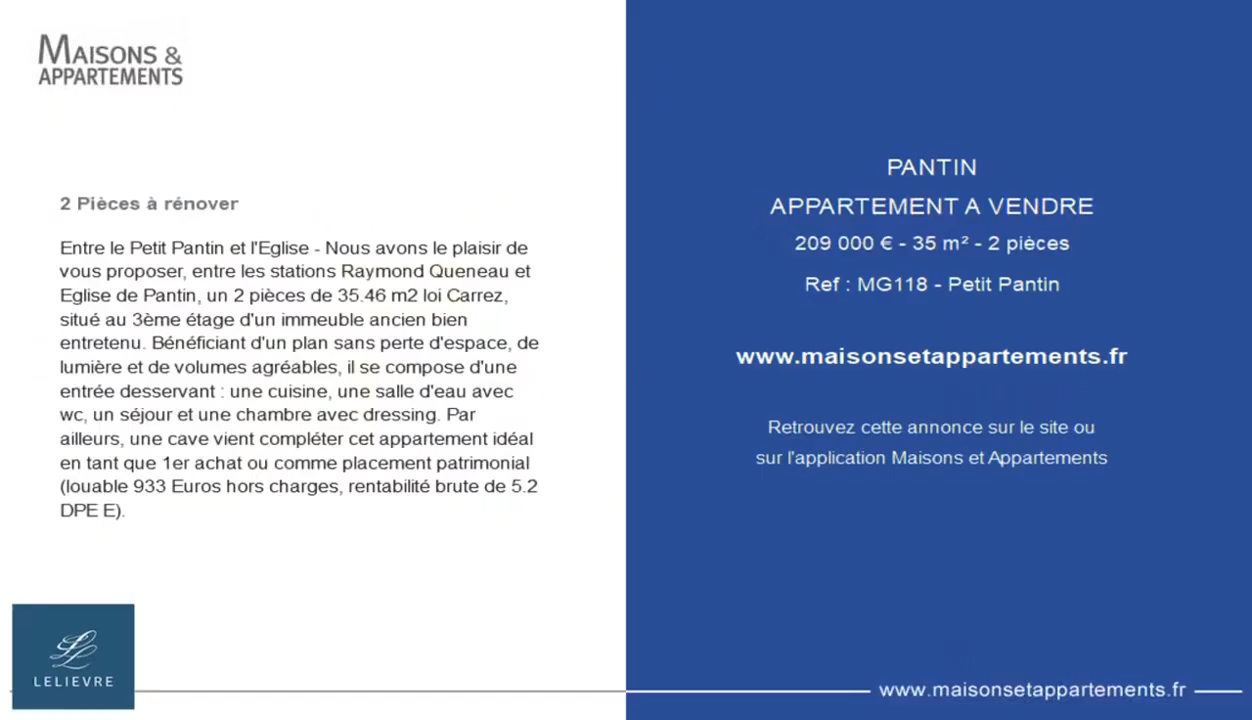 MAISONS &
APPARTEMENTS
2 Pièces à rénover
Entre le Petit Pantin et l'Eglise - Nous avons le plaisir de
vous proposer, entre les stations Raymond Queneau et
Eglise de Pantin, un 2 pièces de 35.46 m2 loi Carrez,
situé au 3ème étage d'un immeuble ancien bien
entretenu. Bénéficiant d'un plan sans perte d'espace, de
lumière et de volumes agréables, il se compose d'une
entrée desservant : une cuisine, une salle d'eau avec
wc, un séjour et une chambre avec dressing. Par
ailleurs, une cave vient compléter cet appartement idéal
en tant que 1er achat ou comme placement patrimonial
(louable 933 Euros hors charges, rentabilité brute de 5.2
DPE E).
LELIEVRE
PANTIN
APPARTEMENT A VENDRE
209 000 € - 35 m² - 2 pièces
Ref : MG118 - Petit Pantin
www.maisonsetappartements.fr
Retrouvez cette annonce sur le site ou
sur l'application Maisons et Appartements
www.maisonsetappartements.fr